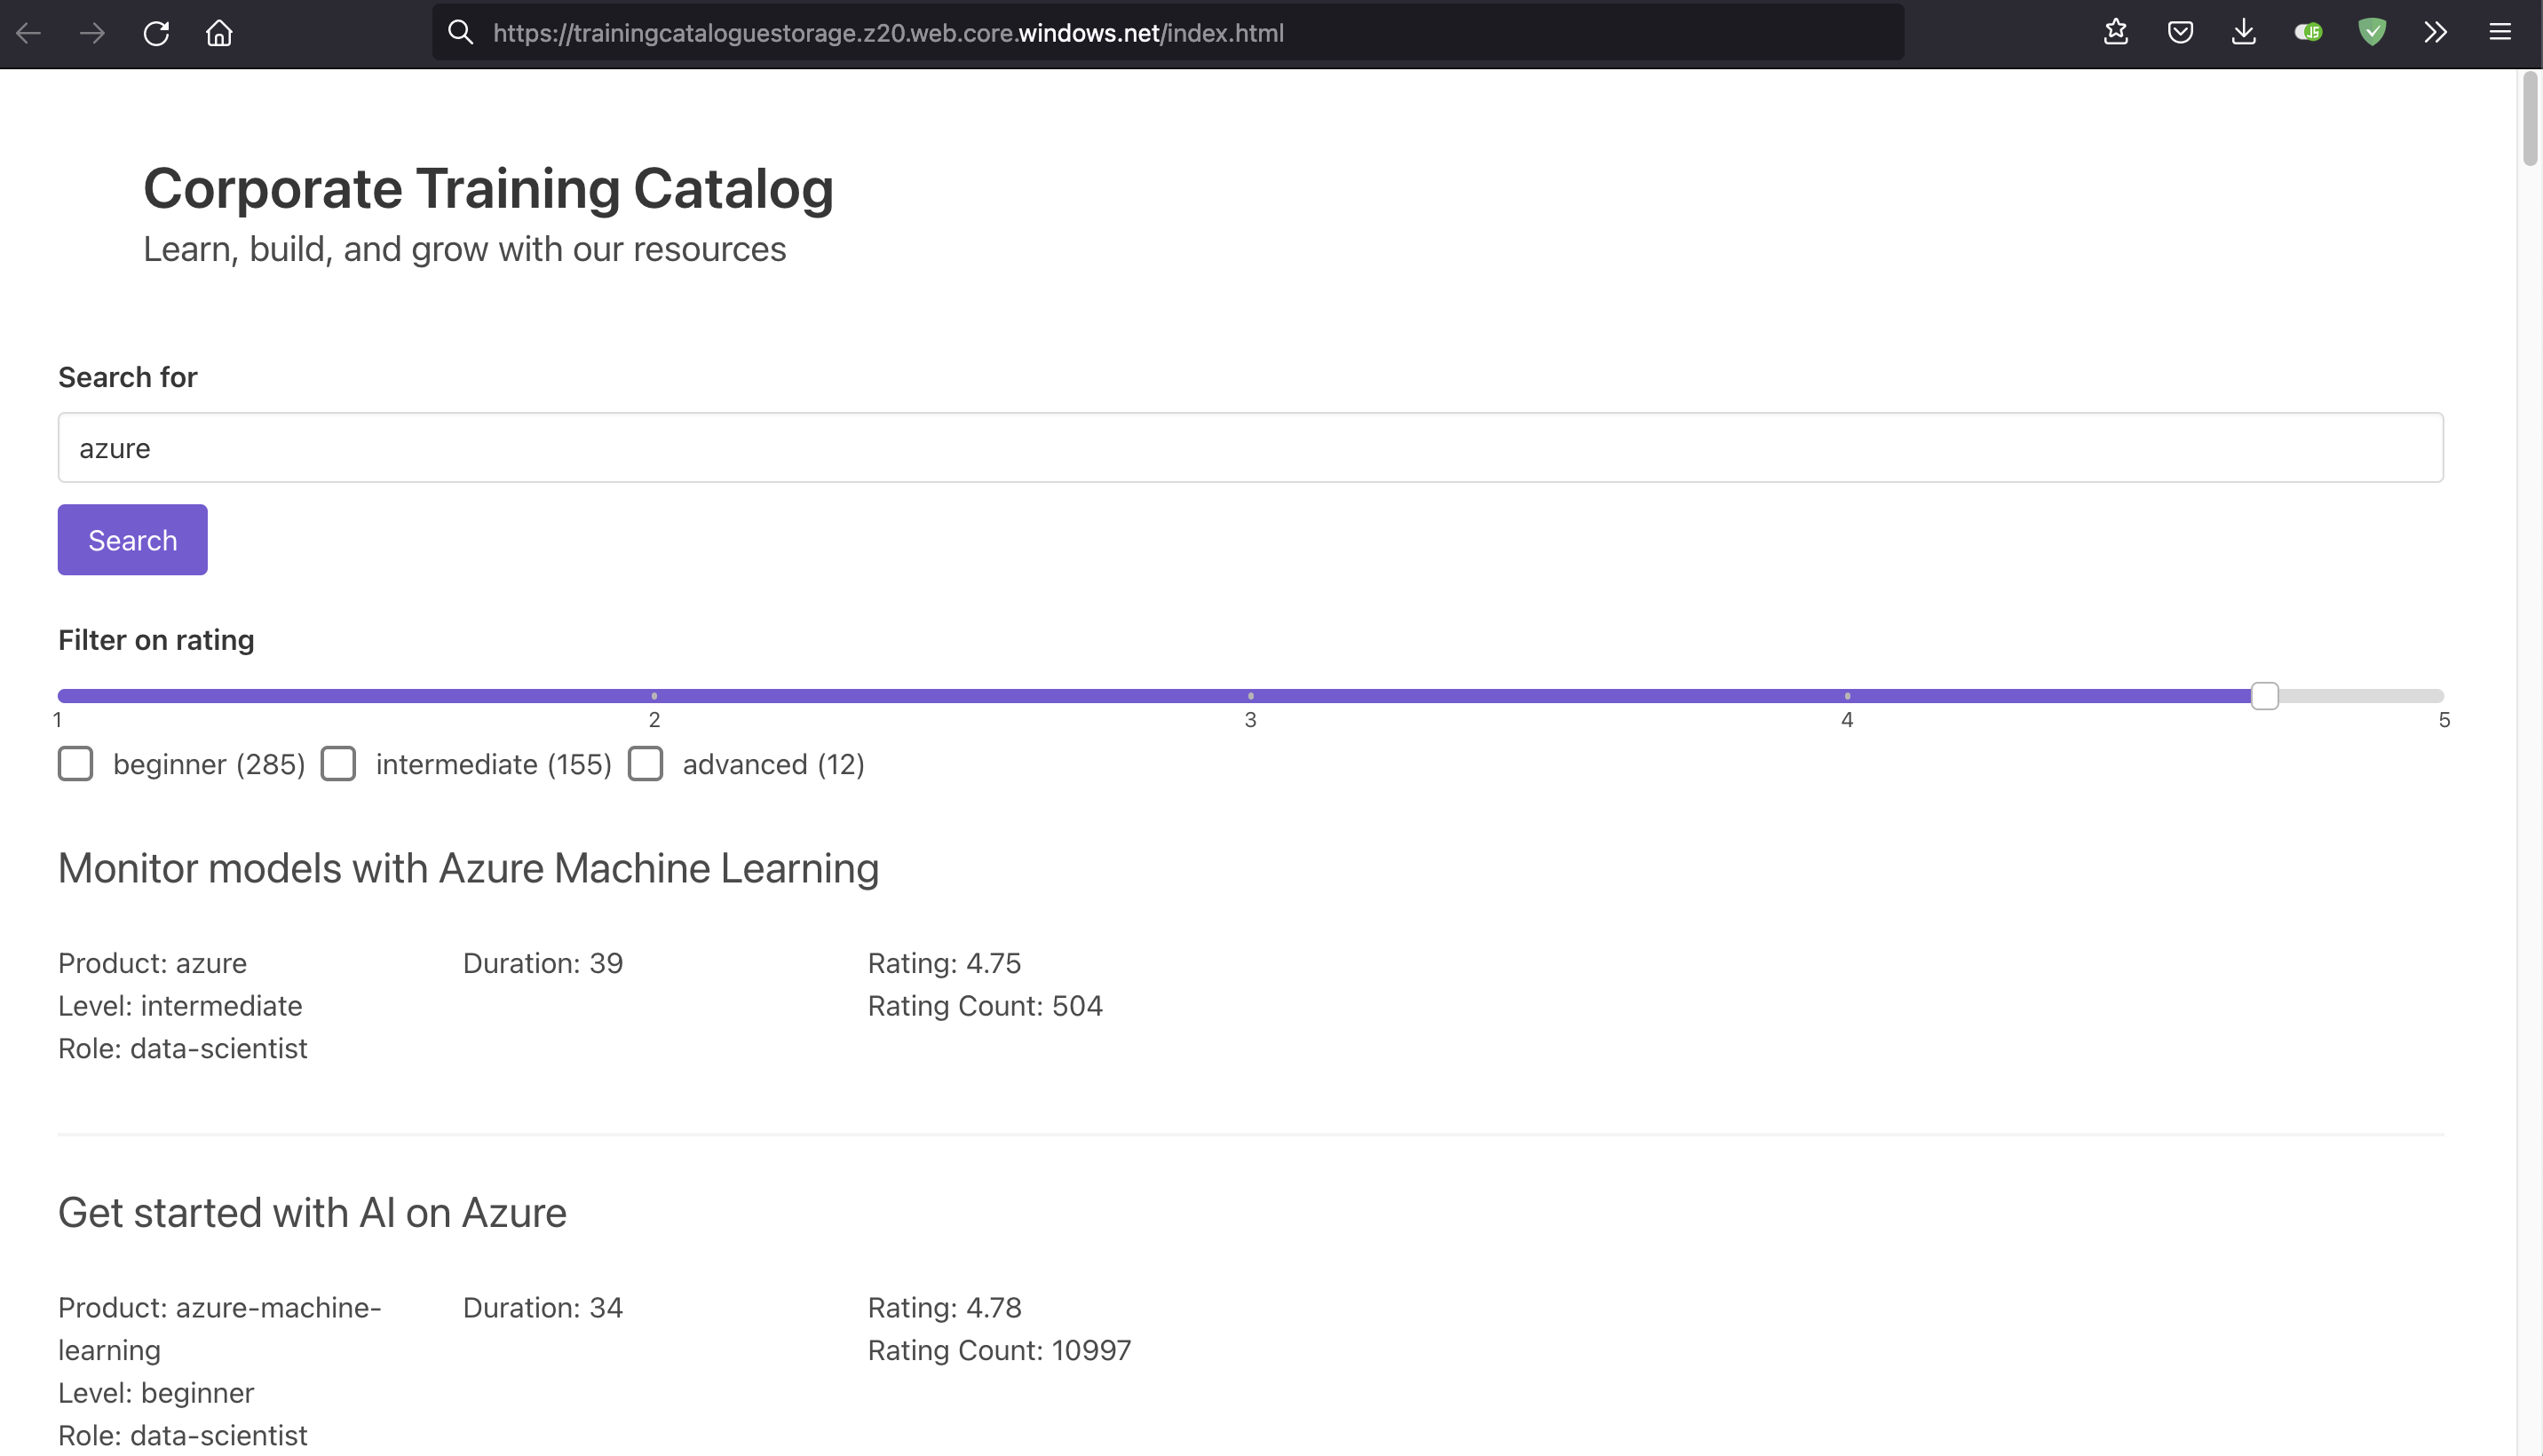 https://trainingcataloguestorage.z20.web.core.windows.net/index.html
JS
Corporate Training Catalog
Learn, build, and grow with our resources
Search for
azure
Search
Filter on rating
1 2 3 4 5
beginner (285) intermediate (155) advanced (12)
Monitor models with Azure Machine Learning
Product: azure Duration: 39 Rating: 4.75
Level: intermediate Rating Count: 504
Role: data-scientist
Get started with AI on Azure
Product: azure-machine- Duration: 34 Rating: 4.78
learning Rating Count: 10997
Level: beginner
Role: data-scientist